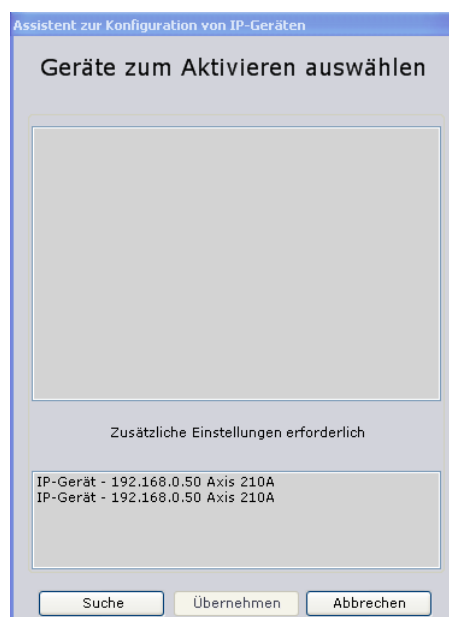 Assistent zur Konfiguration von IP-Geräten
Geräte zum Aktivieren auswählen
Zusätzliche Einstellungen erforderlich
IP-Gerät - 192.168.0.50 Axis 210A
IP-Gerät - 192.168.0.50 Axis 210A
Suche Übernehmen Abbrechen